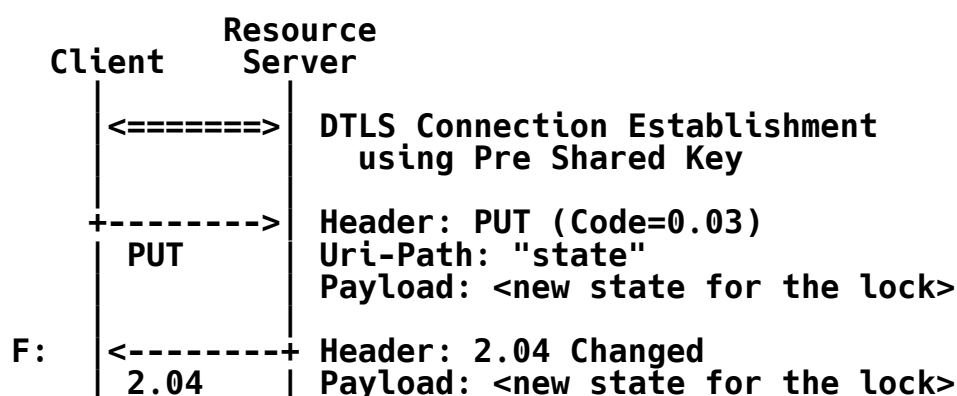 Resource
  Client    Server
    |         |
    |<=======>| DTLS Connection Establishment
    |         |   using Pre Shared Key
    |         |
    +-------->| Header: PUT (Code=0.03)
    | PUT     | Uri-Path: "state"
    |         | Payload: <new state for the lock>
    |         |
F:  |<--------+ Header: 2.04 Changed
    | 2.04    | Payload: <new state for the lock>